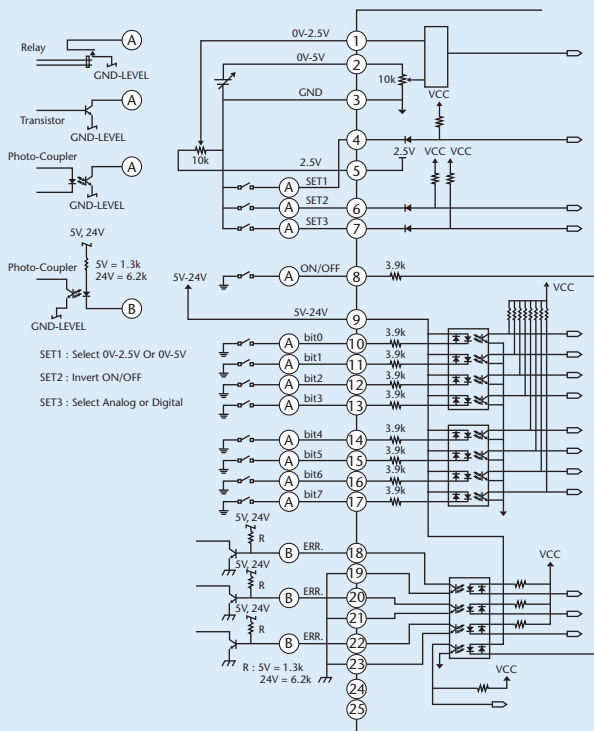 0V-2.5V
1
A
Relay
GND-LEVEL
0V-5V
2
10k
GND
3
VCC
A
Transistor
GND-LEVEL
4
2.5V
VCC VCC
10k
2.5V
5
Photo-Coupler
A
GND-LEVEL
A SET1
A SET2 6
A SET3 7
5V, 24V
5V = 1.3k
24V = 6.2k
Photo-Coupler
B
GND-LEVEL
A ON/OFF 8 3.9k
VCC
5V-24V
5V-24V
9
SET1 : Select 0V-2.5V Or 0V-5V
SET2 : Invert ON/OFF
SET3 : Select Analog or Digital
A bit0 10 3.9k
A bit1 11 3.9k
A bit2 12 3.9k
A bit3 13 3.9k
A bit4 14 3.9k
A bit5 15 3.9k
A bit6 16 3.9k
A bit7 17 3.9k
5V, 24V
R
B ERR. 18
VCC
19
5V, 24V
R
B ERR. 20
21
5V, 24V
R
B ERR. 22
23
R : 5V = 1.3k
24V = 6.2k
VCC
24
25